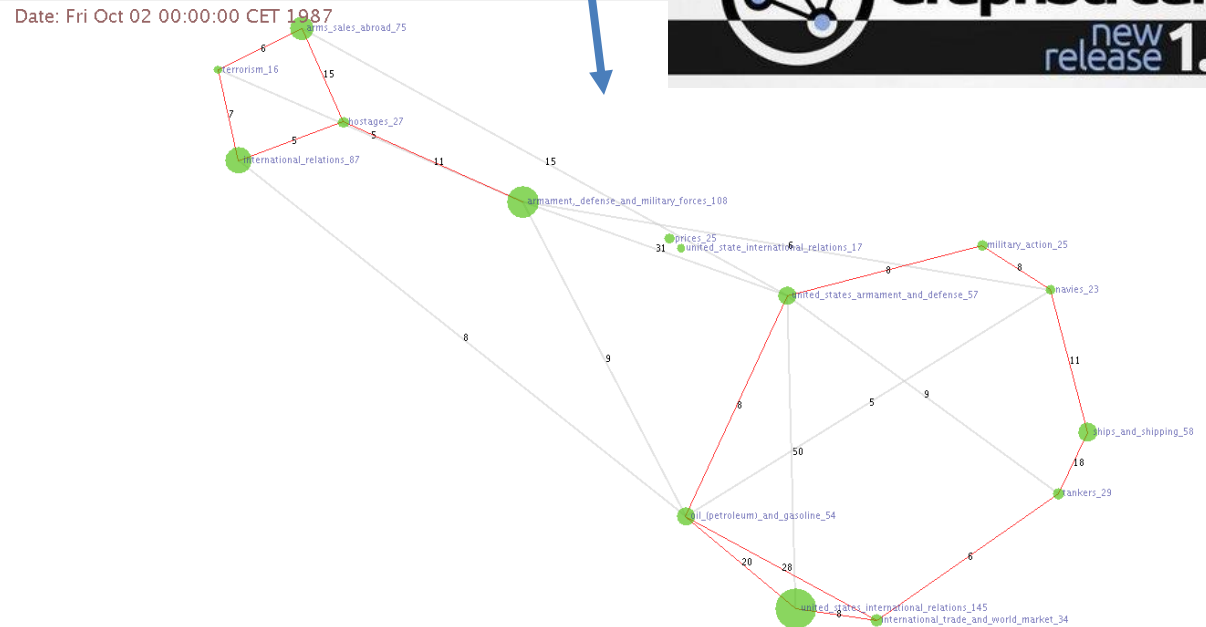 Date: Fri Oct 02 00:00:00 CET 1987
new
release 1.
arms_sales_abroad_75
6
terrorism_16
15
hostages_27
7
5
5
international_relations_87
11
15
armament,_defense_and_military_forces_108
prices_25
6
31
united_state_international_relations_17
military_action_25
8
8
navies_23
united_states_armament_and_defense_57
8
9
11
9
8
5
ships_and_shipping_58
50
18
tankers_29
oil_(petroleum)_and_gasoline_54
6
20
28
united_states_international_relations_145
8
international_trade_and_world_market_34